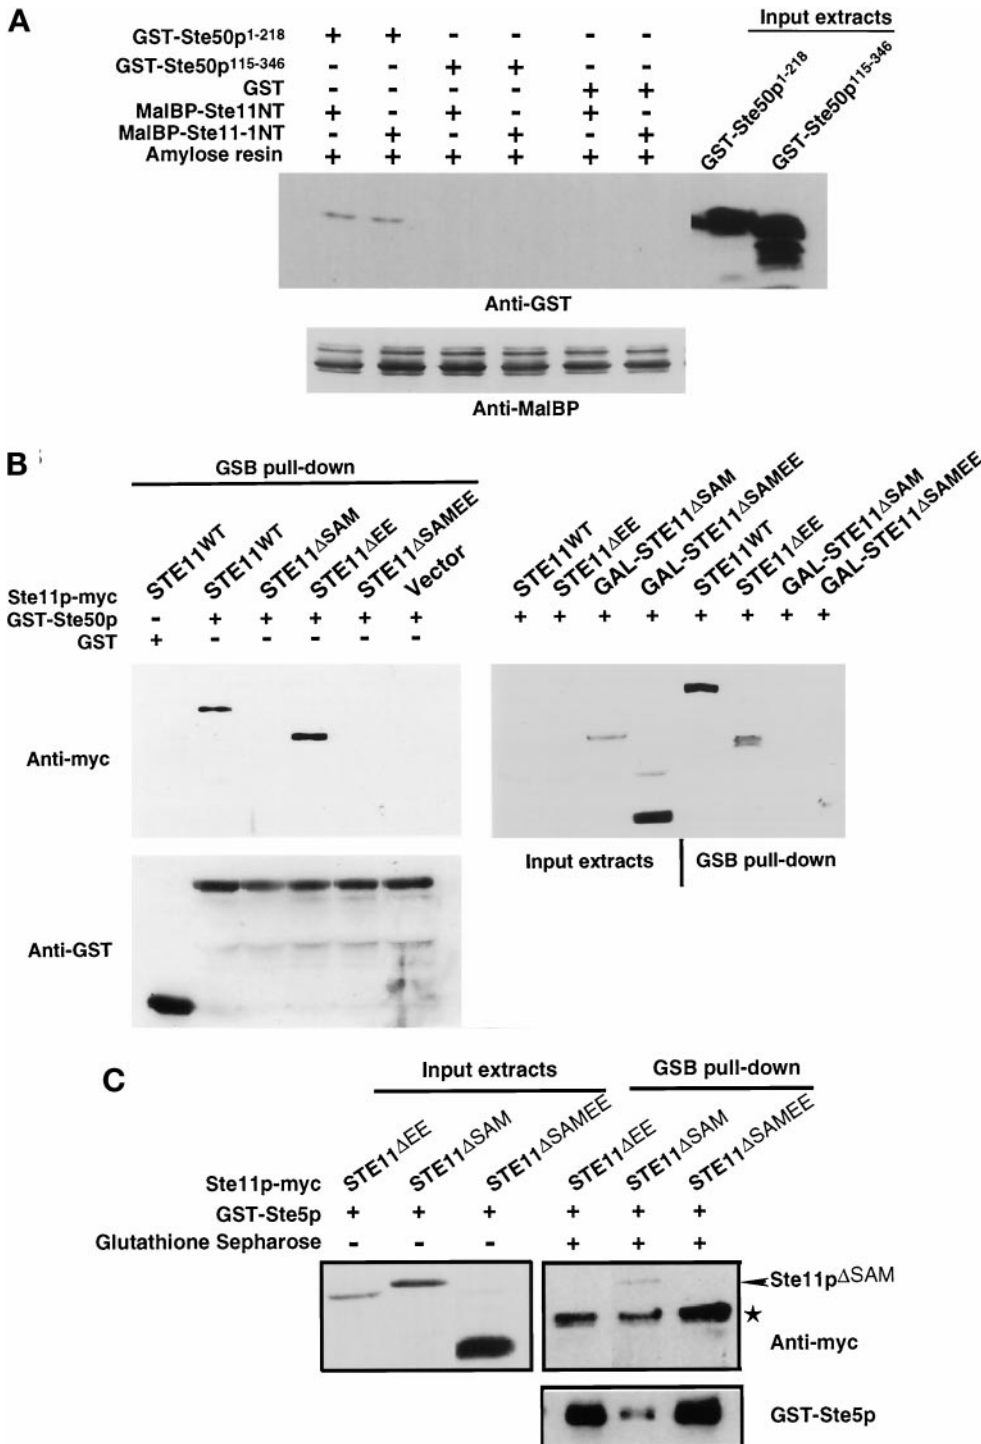 A
Input extracts
GST-Ste50p1-218 + + - - - -
GST-Ste50p115-346 - - + + - -
GST - - - - + +
MalBP-Ste11NT + - + - + -
MalBP-Ste11-1NT - + - + - +
Amylose resin + + + + + +
GST-Ste50p1-218
GST-Ste50p115-346
Anti-GST
Anti-MalBP
B
GSB pull-down
STE11WT STE11WT STE11ΔSAM STE11ΔEE STE11ΔSAMEE Vector
STE11WT STE11ΔEE GAL-STE11ΔSAM GAL-STE11ΔSAMEE STE11WT STE11ΔEE GAL-STE11ΔSAM GAL-STE11ΔSAMEE
Ste11p-myc
GST-Ste50p - + + + + + + + + + + + + +
GST + - - - - -
Anti-myc
Input extracts GSB pull-down
Anti-GST
C
Input extracts GSB pull-down
STE11ΔEE STE11ΔSAM STE11ΔSAMEE STE11ΔEE STE11ΔSAM STE11ΔSAMEE
Ste11p-myc
GST-Ste5p + + + + + +
Glutathione Sepharose - - - + + +
Ste11pΔSAM
★
Anti-myc
GST-Ste5p